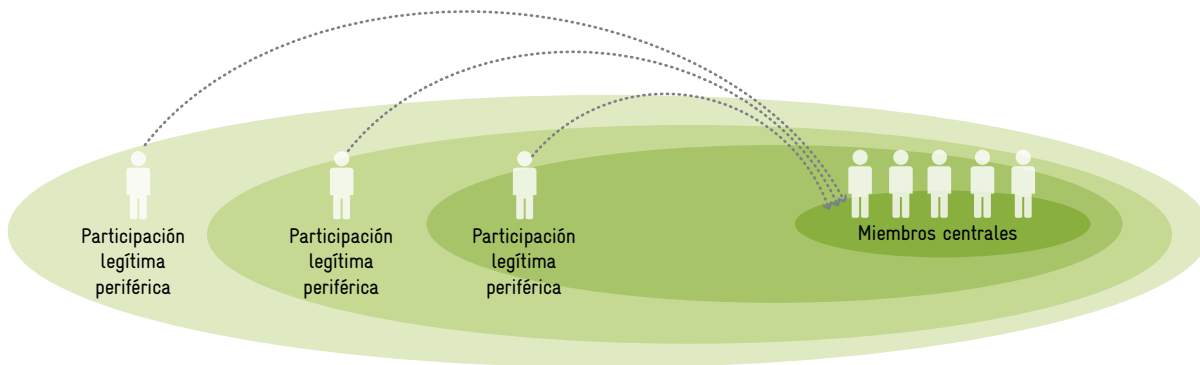 Participación
legítima
periférica
Participación
legítima
periférica
Participación
legítima
periférica
Miembros centrales